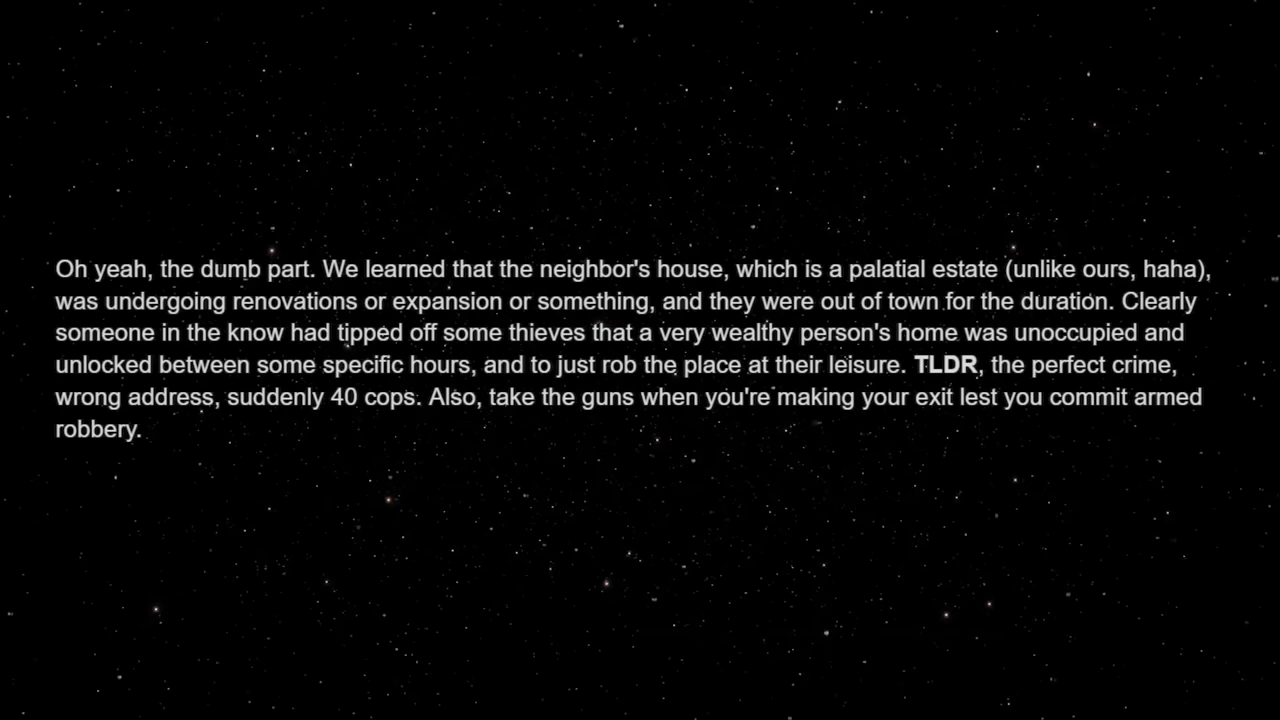 Oh yeah, the dumb part. We learned that the neighbor's house, which is a palatial estate (unlike ours, haha),
was undergoing renovations or expansion or something, and they were out of town for the duration. Clearly
someone in the know had tipped off some thieves that a very wealthy person's home was unoccupied and
unlocked between some specific hours, and to just rob the place at their leisure. TLDR, the perfect crime,
wrong address, suddenly 40 cops. Also, take the guns when you're making your exit lest you commit armed
robbery.